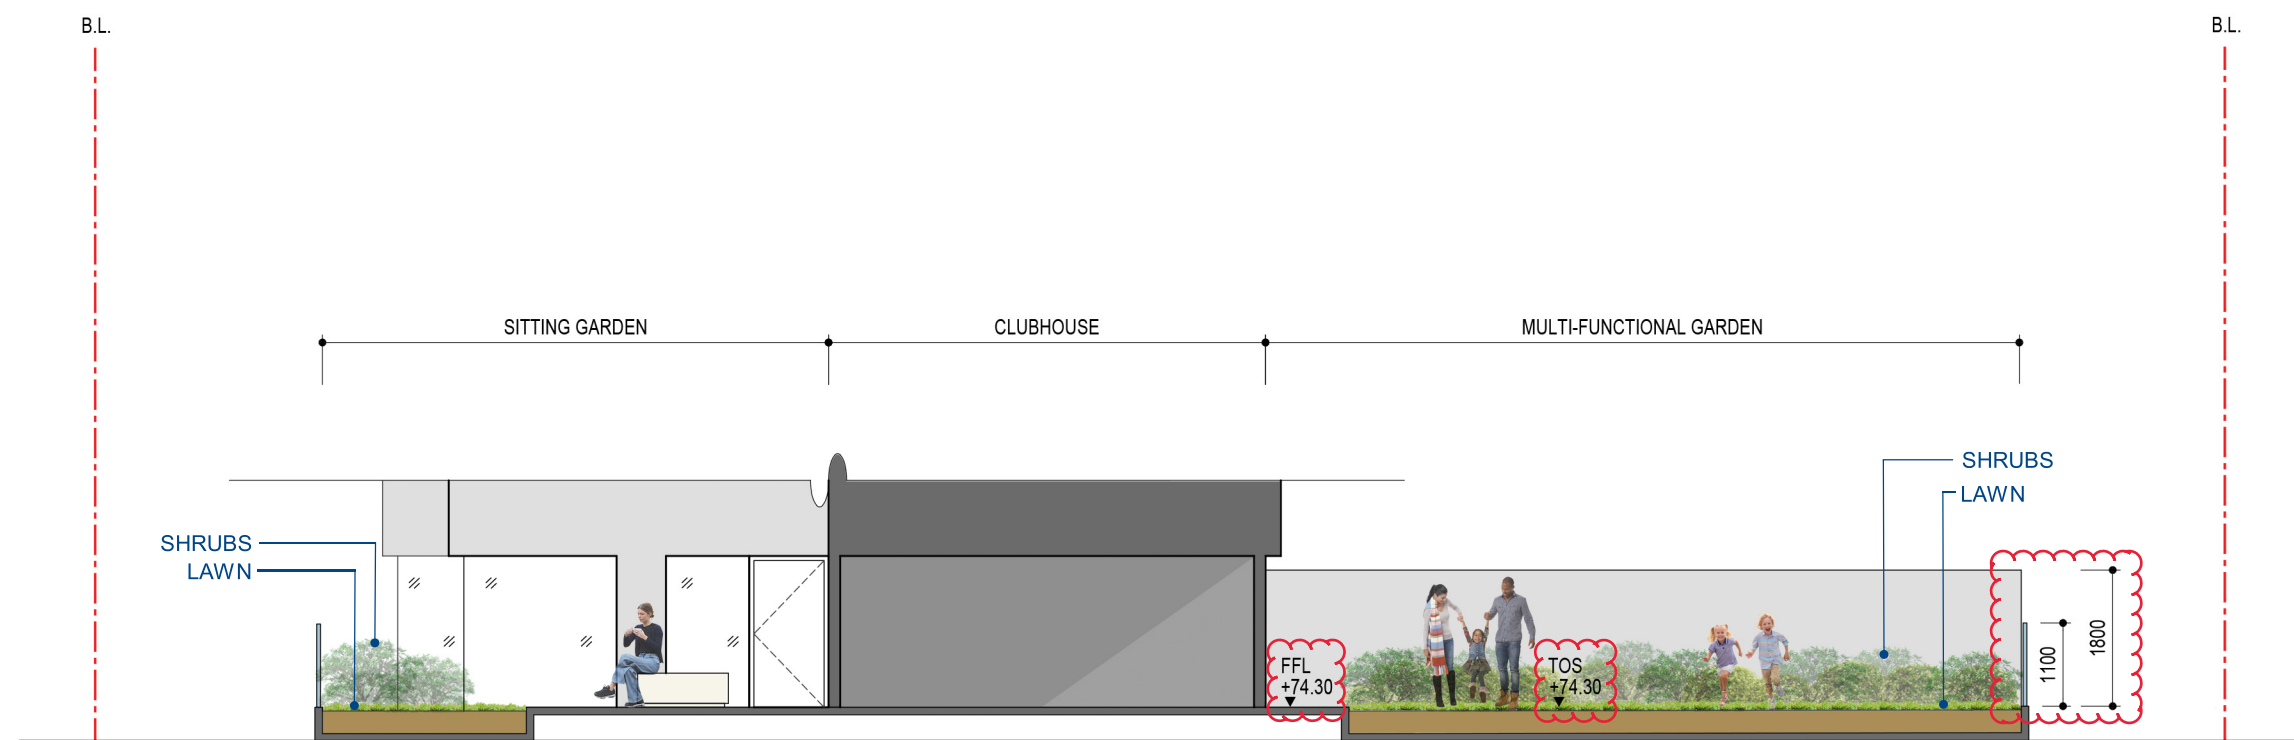 B.L.
B.L.
SITTING GARDEN
CLUBHOUSE
MULTI-FUNCTIONAL GARDEN
SHRUBS
LAWN
SHRUBS
LAWN
FFL
+74.30
TOS
+74.30
1100
1800